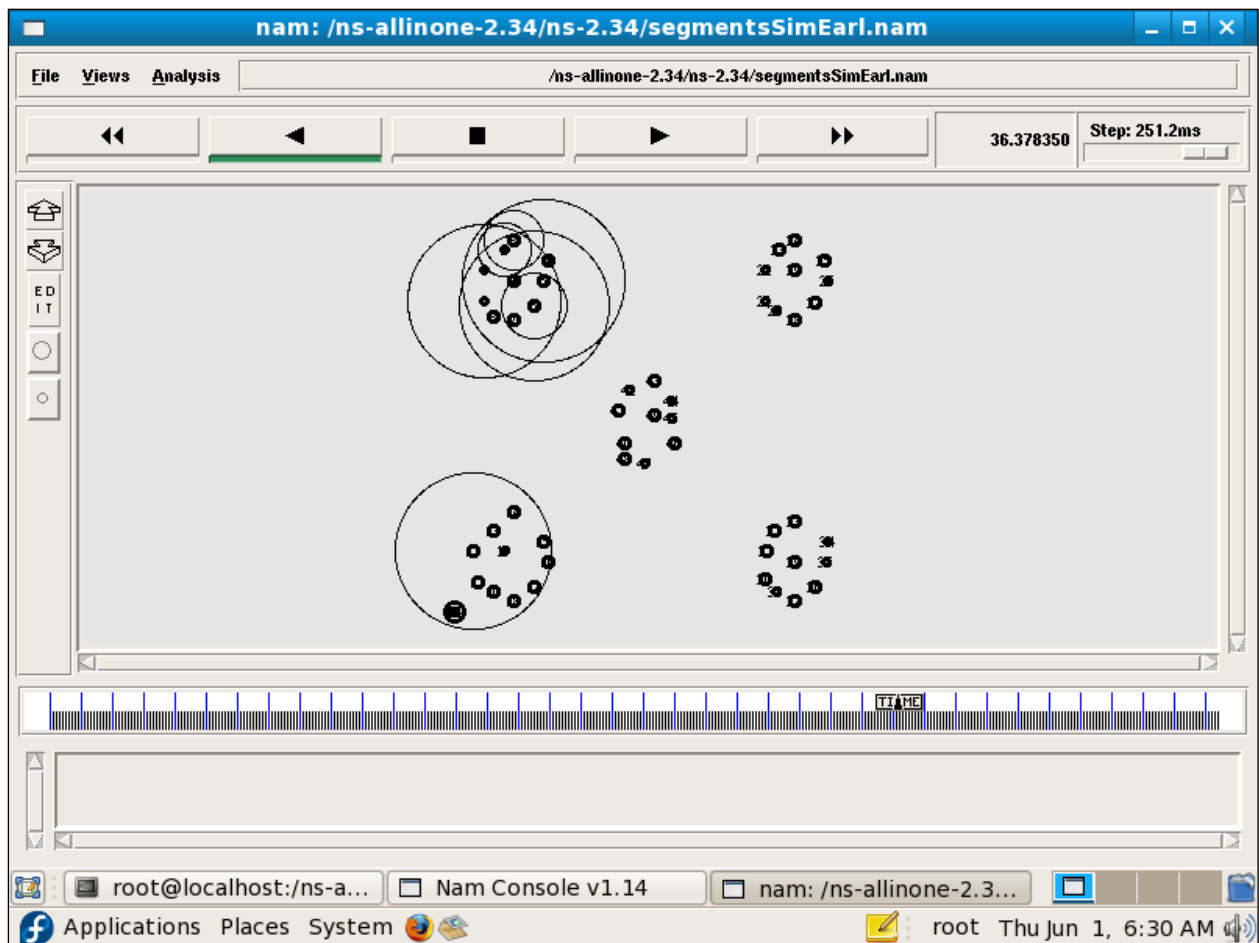 nam: /ns-allinone-2.34/ns-2.34/segmentsSimEarl.nam
File Views Analysis /ns-allinone-2.34/ns-2.34/segmentsSimEarl.nam
36.378350 Step: 251.2ms
ED
IT
TIME
root@localhost:/ns-a... Nam Console v1.14 nam: /ns-allinone-2.3...
Applications Places System root Thu Jun 1, 6:30 AM